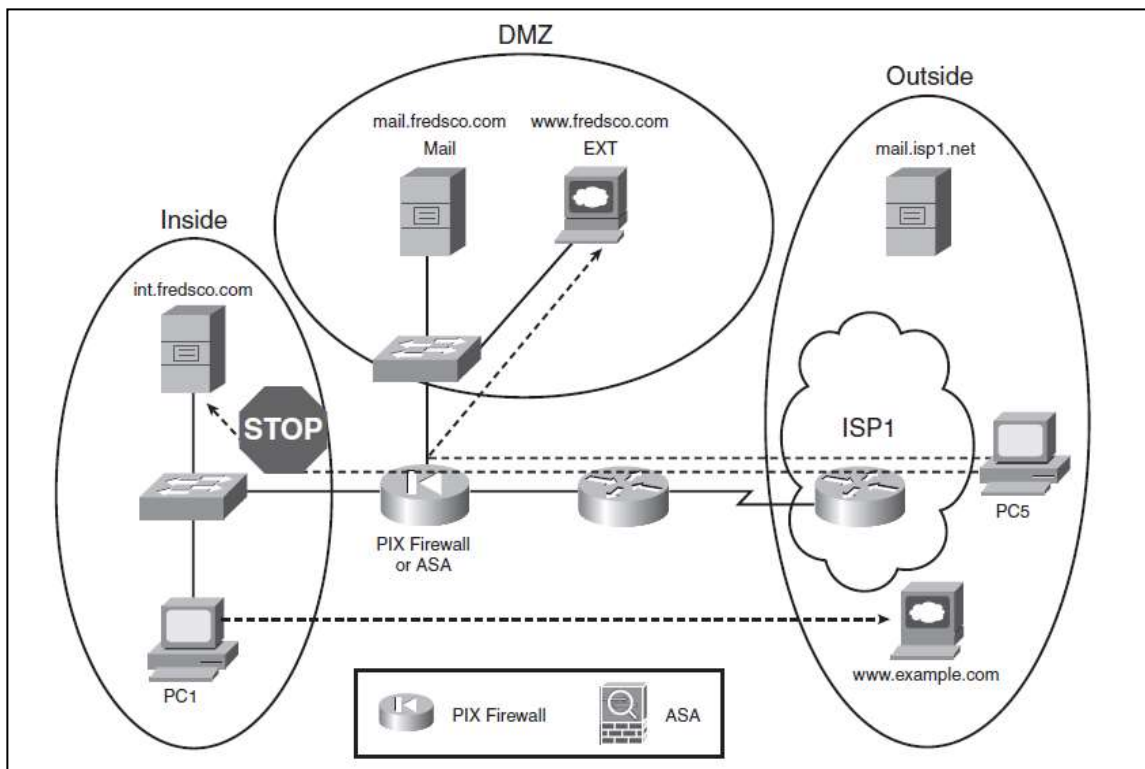 DMZ
mail.fredsco.com
Mail
www.fredsco.com
EXT
Outside
mail.isp1.net
Inside
int.fredsco.com
STOP
ISP1
PC5
PIX Firewall
or ASA
PC1
www.example.com
PIX Firewall
ASA